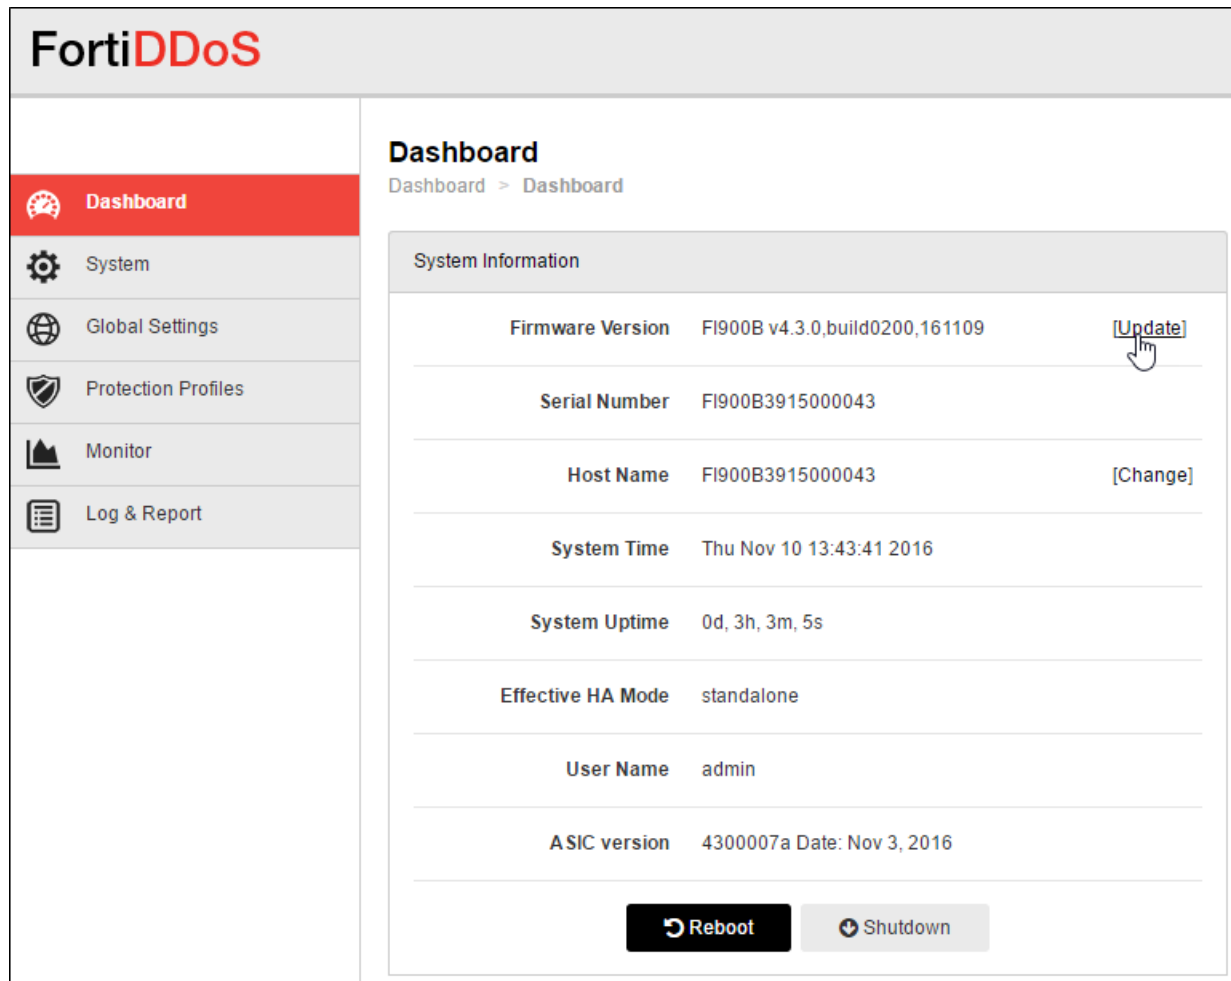 FortiDDoS
Dashboard
System
Global Settings
Protection Profiles
Monitor
Log & Report
Dashboard
Dashboard > Dashboard
System Information
Firmware Version FI900B v4.3.0,build0200,161109 [Update]
Serial Number FI900B3915000043
Host Name FI900B3915000043 [Change]
System Time Thu Nov 10 13:43:41 2016
System Uptime 0d, 3h, 3m, 5s
Effective HA Mode standalone
User Name admin
ASIC version 4300007a Date: Nov 3, 2016
Reboot Shutdown